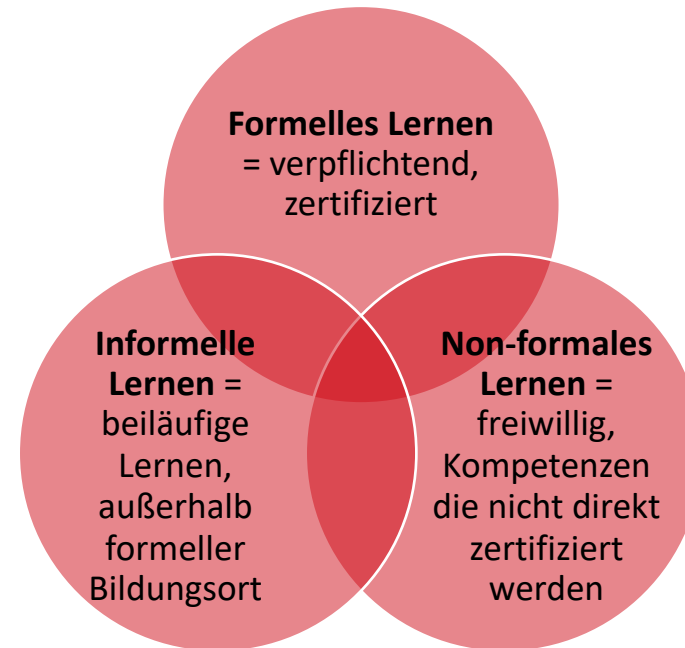 Formelles Lernen
= verpflichtend,
zertifiziert
Informelle
Lernen =
beiläufige
Lernen,
außerhalb
formeller
Bildungsort
Non-formales
Lernen =
freiwillig,
Kompetenzen
die nicht direkt
zertifiziert
werden